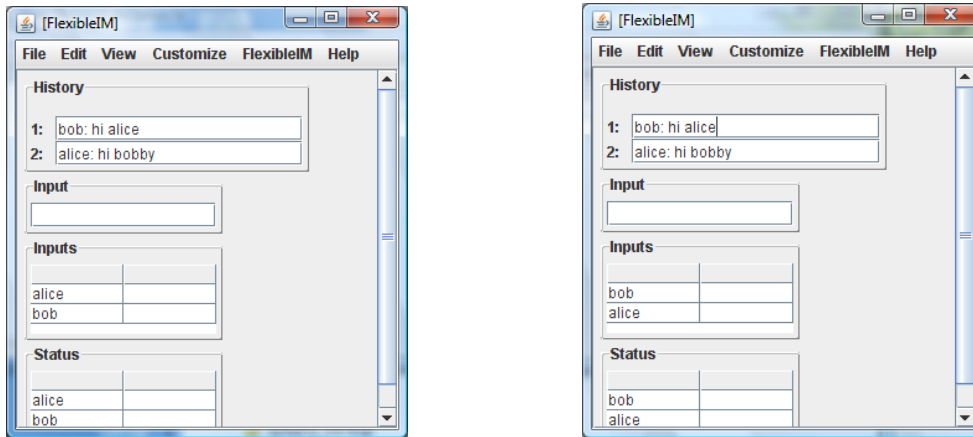 [FlexibleIM]
File Edit View Customize FlexibleIM Help
History
1: bob: hi alice
2: alice: hi bobby
Input
Inputs
alice
bob
Status
alice
bob
[FlexibleIM]
File Edit View Customize FlexibleIM Help
History
1: bob: hi alice
2: alice: hi bobby
Input
Inputs
bob
alice
Status
bob
alice